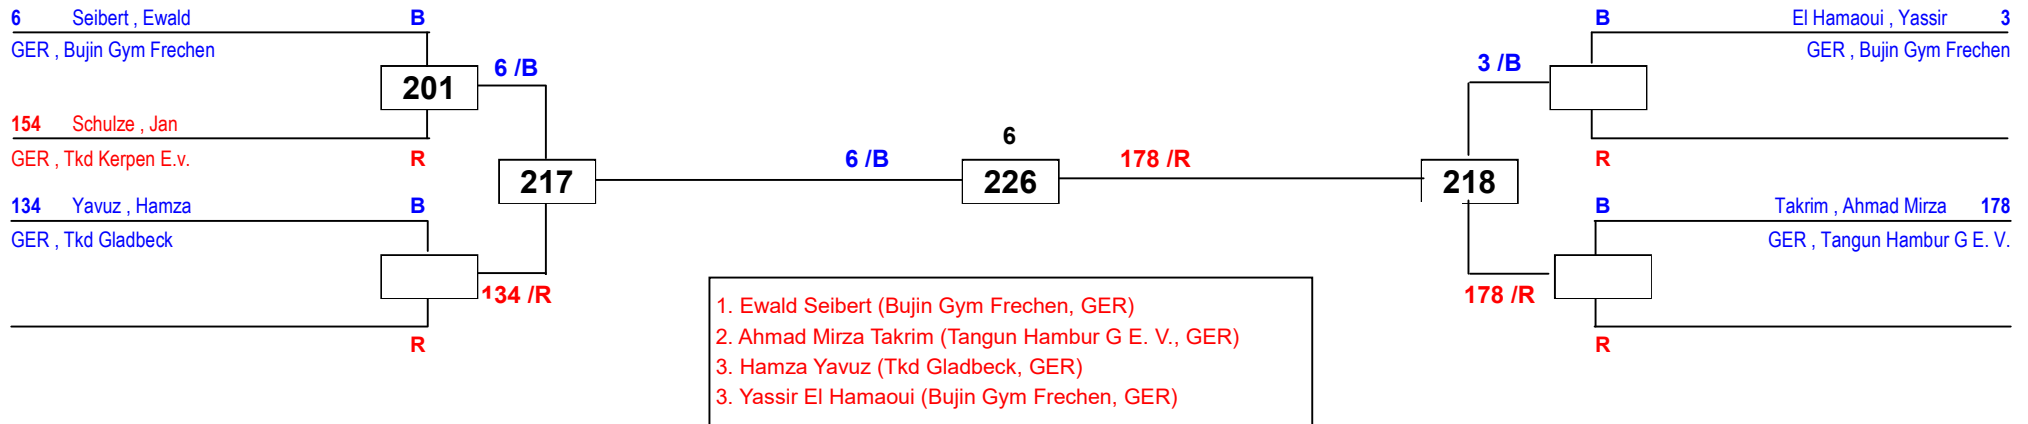 6 Seibert , Ewald B
GER , Bujin Gym Frechen
201
6 /B
154 Schulze , Jan
GER , Tkd Kerpen E.v. R
217
134 Yavuz , Hamza B
GER , Tkd Gladbeck
134 /R
R
6 /B
6
226
178 /R
B El Hamaoui , Yassir 3
GER , Bujin Gym Frechen
3 /B
R
218
B Takrim , Ahmad Mirza 178
GER , Tangun Hambur G E. V.
178 /R
R
1. Ewald Seibert (Bujin Gym Frechen, GER)
2. Ahmad Mirza Takrim (Tangun Hambur G E. V., GER)
3. Hamza Yavuz (Tkd Gladbeck, GER)
3. Yassir El Hamaoui (Bujin Gym Frechen, GER)